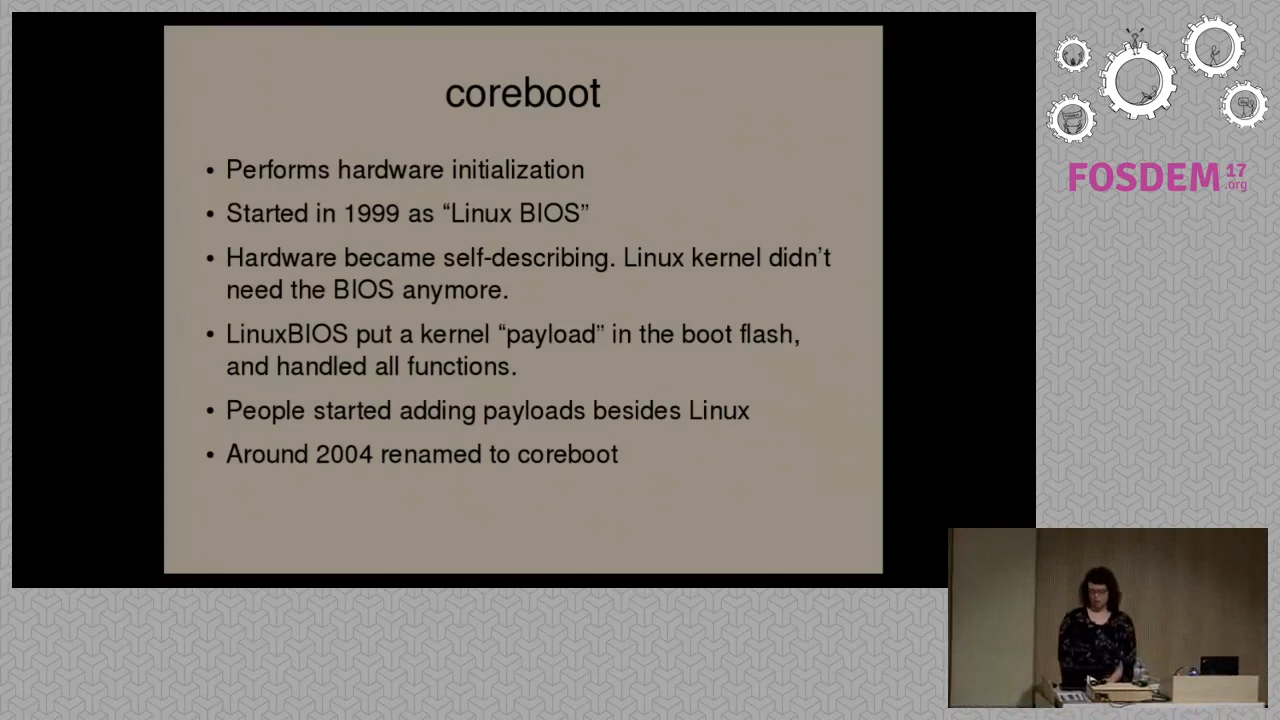 coreboot
• Performs hardware initialization
• Started in 1999 as “Linux BIOS”
• Hardware became self-describing. Linux kernel didn’t
need the BIOS anymore.
• LinuxBIOS put a kernel “payload” in the boot flash,
and handled all functions.
• People started adding payloads besides Linux
• Around 2004 renamed to coreboot
FOSDEM 17
.org